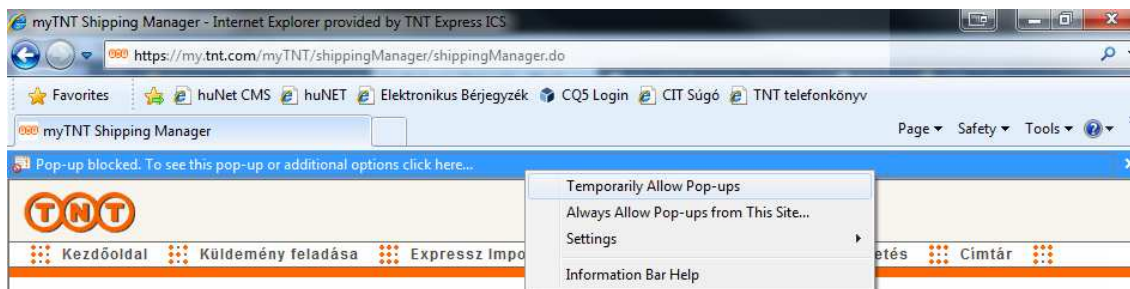 myTNT Shipping Manager - Internet Explorer provided by TNT Express ICS
https://my.tnt.com/myTNT/shippingManager/shippingManager.do
Favorites huNet CMS huNET Elektronikus Bérjegyzék CQ5 Login CIT Súgó TNT telefonkönyv
myTNT Shipping Manager Page Safety Tools
Pop-up blocked. To see this pop-up or additional options click here...
Temporarily Allow Pop-ups
Always Allow Pop-ups from This Site...
Settings
Information Bar Help
TNT
Kezdőoldal Küldemény feladása Expressz Impo etés Címtár